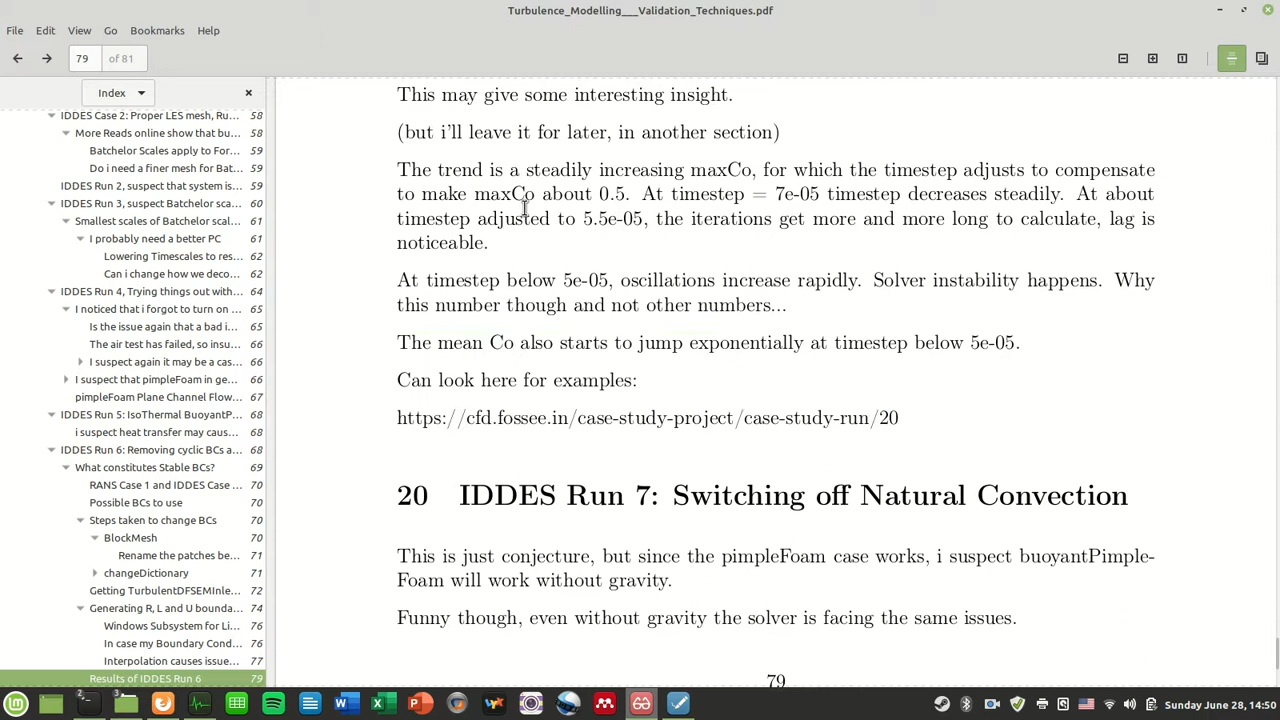 Turbulence_Modelling___Validation_Techniques.pdf
File Edit View Go Bookmarks Help
79 of 81
Index
IDDES Case 2: Proper LES mesh, Ru... 58
More Reads online show that bu... 58
Batchelor Scales apply to For... 59
Do i need a finer mesh for Bat... 59
IDDES Run 2, suspect that system is... 59
IDDES Run 3, suspect Batchelor sca... 60
Smallest scales of Batchelor scal... 61
I probably need a better PC 61
Lowering Timescales to res... 62
Can i change how we deco... 62
IDDES Run 4, Trying things out with... 64
I noticed that i forgot to turn on ... 65
Is the issue again that a bad i... 65
The air test has failed, so insu... 66
I suspect again it may be a cas... 66
I suspect that pimpleFoam in ge... 66
pimpleFoam Plane Channel Flow... 67
IDDES Run 5: IsoThermal BuoyantP... 68
i suspect heat transfer may caus... 68
IDDES Run 6: Removing cyclic BCs a... 68
What constitutes Stable BCs? 69
RANS Case 1 and IDDES Case ... 70
Possible BCs to use 70
Steps taken to change BCs 70
BlockMesh 70
Rename the patches be... 71
changeDictionary 71
Getting TurbulentDFSEMInle... 72
Generating R, L and U bounda... 74
Windows Subsystem for Li... 76
In case my Boundary Cond... 76
Interpolation causes issue... 77
Results of IDDES Run 6 79
This may give some interesting insight.
(but i'll leave it for later, in another section)
The trend is a steadily increasing maxCo, for which the timestep adjusts to compensate
to make maxCo about 0.5. At timestep = 7e-05 timestep decreases steadily. At about
timestep adjusted to 5.5e-05, the iterations get more and more long to calculate, lag is
noticeable.
At timestep below 5e-05, oscillations increase rapidly. Solver instability happens. Why
this number though and not other numbers...
The mean Co also starts to jump exponentially at timestep below 5e-05.
Can look here for examples:
https://cfd.fossee.in/case-study-project/case-study-run/20
20 IDDES Run 7: Switching off Natural Convection
This is just conjecture, but since the pimpleFoam case works, i suspect buoyantPimple-
Foam will work without gravity.
Funny though, even without gravity the solver is facing the same issues.
79
Sunday June 28, 14:50